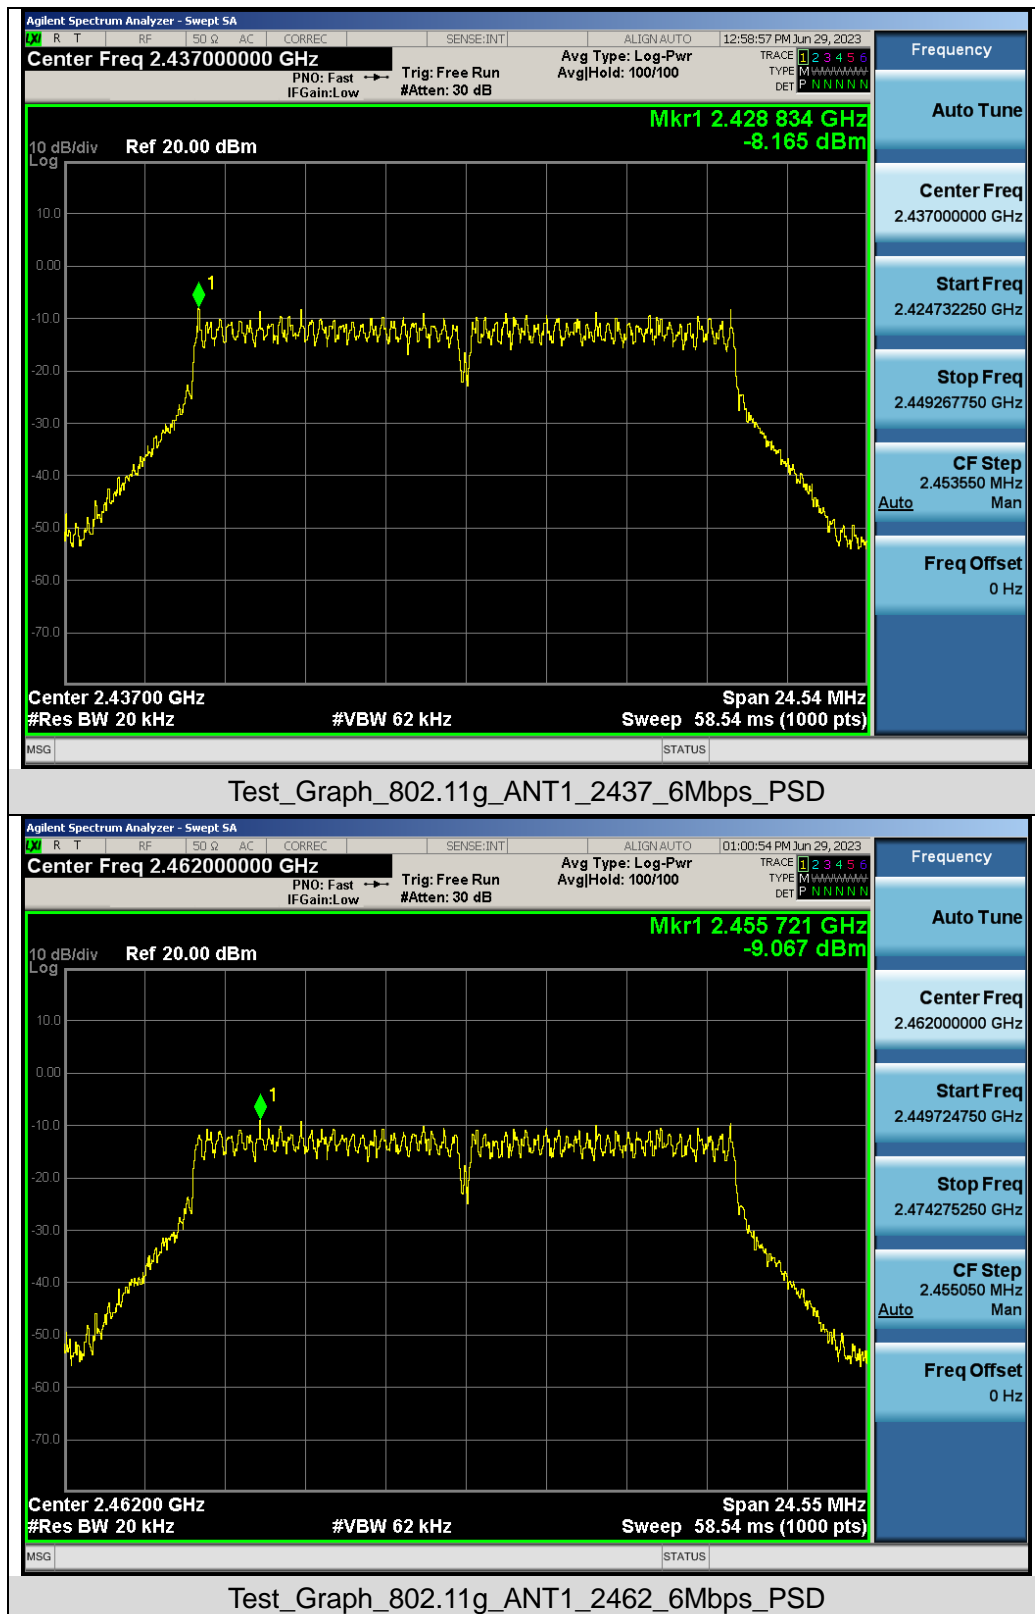 Agilent Spectrum Analyzer - Swept SA
LXI R T RF 50 Ω AC CORREC SENSE:INT ALIGN AUTO 12:58:57 PM Jun 29, 2023
Center Freq 2.437000000 GHz
PNO: Fast
IFGain:Low
Trig: Free Run
#Atten: 30 dB
Avg Type: Log-Pwr
Avg|Hold: 100/100
TRACE 1 2 3 4 5 6
TYPE M WWWWW
DET P N N N N N
Mkr1 2.428 834 GHz
-8.165 dBm
10 dB/div Ref 20.00 dBm
Log
10.0
0.00
-10.0
-20.0
-30.0
-40.0
-50.0
-60.0
-70.0
1
Center 2.43700 GHz Span 24.54 MHz
#Res BW 20 kHz #VBW 62 kHz Sweep 58.54 ms (1000 pts)
MSG STATUS
Frequency
Auto Tune
Center Freq
2.437000000 GHz
Start Freq
2.424732250 GHz
Stop Freq
2.449267750 GHz
CF Step
2.453550 MHz
Auto Man
Freq Offset
0 Hz
Test_Graph_802.11g_ANT1_2437_6Mbps_PSD
Agilent Spectrum Analyzer - Swept SA
LXI R T RF 50 Ω AC CORREC SENSE:INT ALIGN AUTO 01:00:54 PM Jun 29, 2023
Center Freq 2.462000000 GHz
PNO: Fast
IFGain:Low
Trig: Free Run
#Atten: 30 dB
Avg Type: Log-Pwr
Avg|Hold: 100/100
TRACE 1 2 3 4 5 6
TYPE M WWWWW
DET P N N N N N
Mkr1 2.455 721 GHz
-9.067 dBm
10 dB/div Ref 20.00 dBm
Log
10.0
0.00
-10.0
-20.0
-30.0
-40.0
-50.0
-60.0
-70.0
1
Center 2.46200 GHz Span 24.55 MHz
#Res BW 20 kHz #VBW 62 kHz Sweep 58.54 ms (1000 pts)
MSG STATUS
Frequency
Auto Tune
Center Freq
2.462000000 GHz
Start Freq
2.449724750 GHz
Stop Freq
2.474275250 GHz
CF Step
2.455050 MHz
Auto Man
Freq Offset
0 Hz
Test_Graph_802.11g_ANT1_2462_6Mbps_PSD